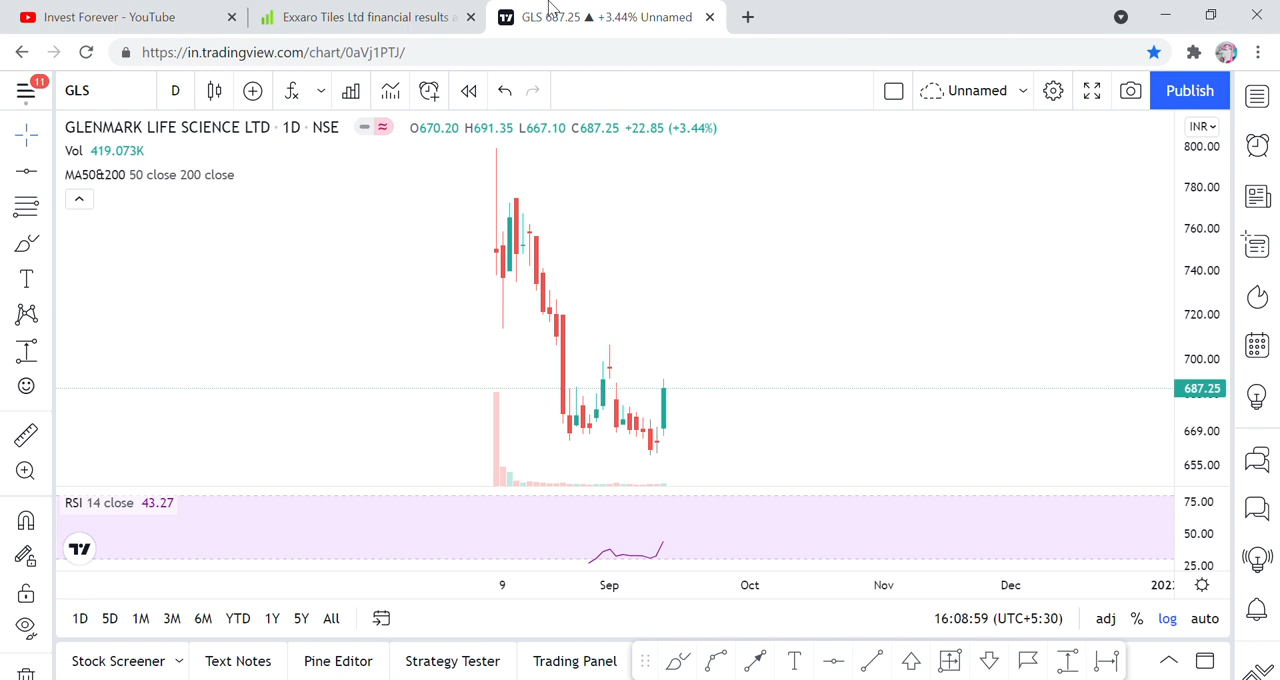 Invest Forever - YouTube
Exxaro Tiles Ltd financial results a
GLS 687.25 ▲ +3.44% Unnamed
https://in.tradingview.com/chart/0aVj1PTJ/
11
GLS
D
Unnamed
Publish
GLENMARK LIFE SCIENCE LTD · 1D · NSE
O670.20 H691.35 L667.10 C687.25 +22.85 (+3.44%)
INR
Vol 419.073K
MA50&200 50 close 200 close
800.00
780.00
760.00
740.00
720.00
700.00
687.25
669.00
655.00
RSI 14 close 43.27
75.00
50.00
25.00
9 Sep Oct Nov Dec 202
1D 5D 1M 3M 6M YTD 1Y 5Y All
16:08:59 (UTC+5:30) adj % log auto
Stock Screener Text Notes Pine Editor Strategy Tester Trading Panel